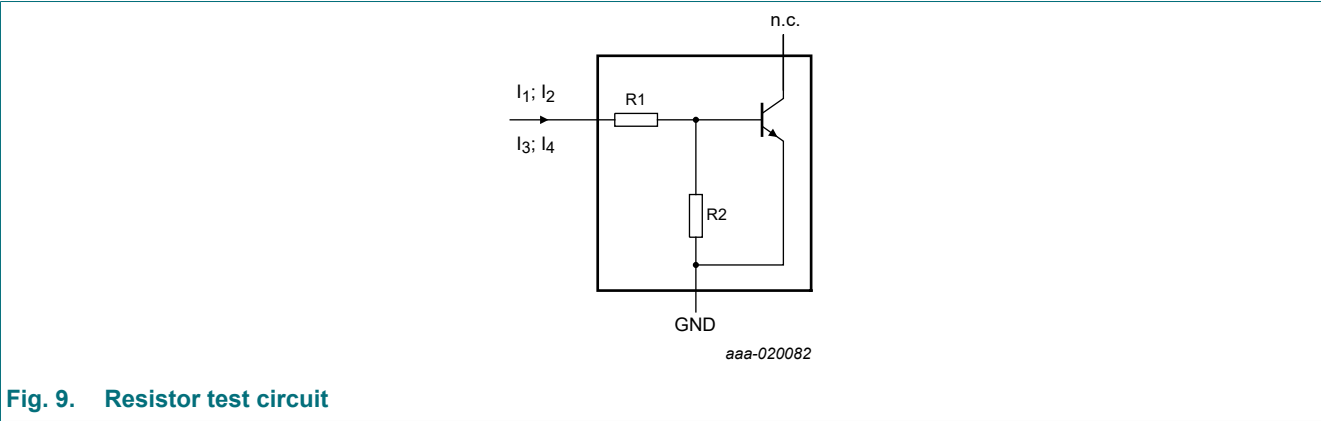 n.c.
I1; I2
R1
I3; I4
R2
GND
aaa-020082
Fig. 9. Resistor test circuit